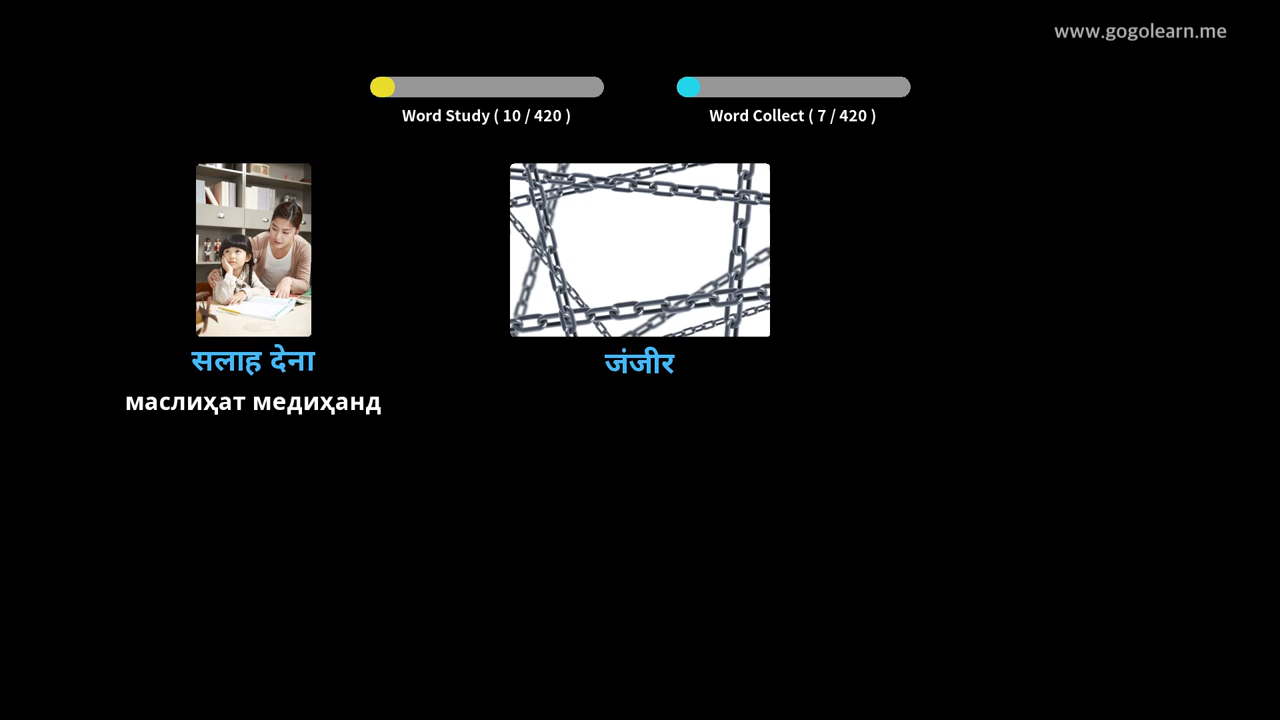 www.gogolearn.me
Word Study ( 10 / 420 )
Word Collect ( 7 / 420 )
सलाह देना
маслиҳат медиҳанд
जंजीर